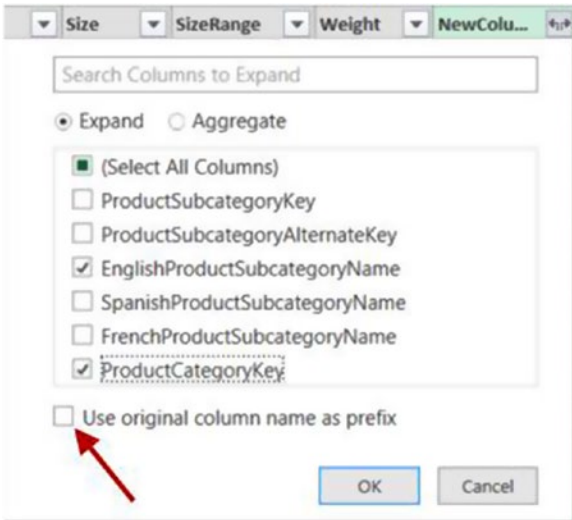 Size SizeRange Weight NewColu...
Search Columns to Expand
Expand Aggregate
(Select All Columns)
ProductSubcategoryKey
ProductSubcategoryAlternateKey
EnglishProductSubcategoryName
SpanishProductSubcategoryName
FrenchProductSubcategoryName
ProductCategoryKey
Use original column name as prefix
OK Cancel